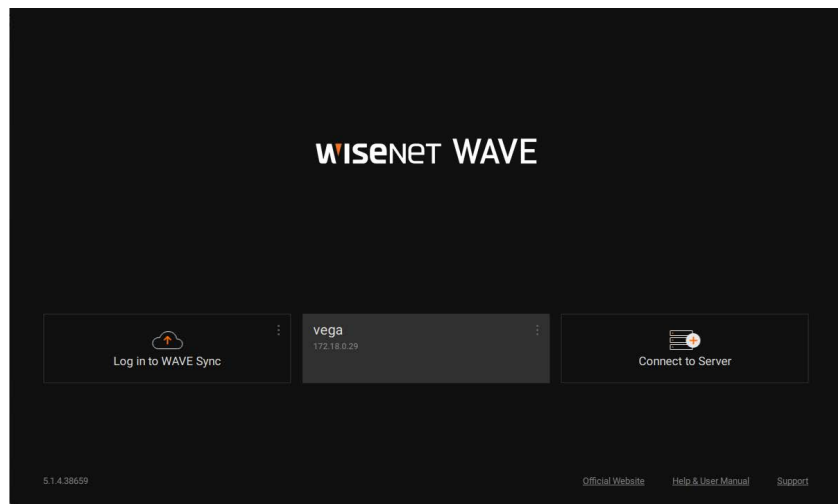 WISENET WAVE
Log in to WAVE Sync
vega
172.18.0.29
Connect to Server
5.1.4.38659
Official Website
Help & User Manual
Support